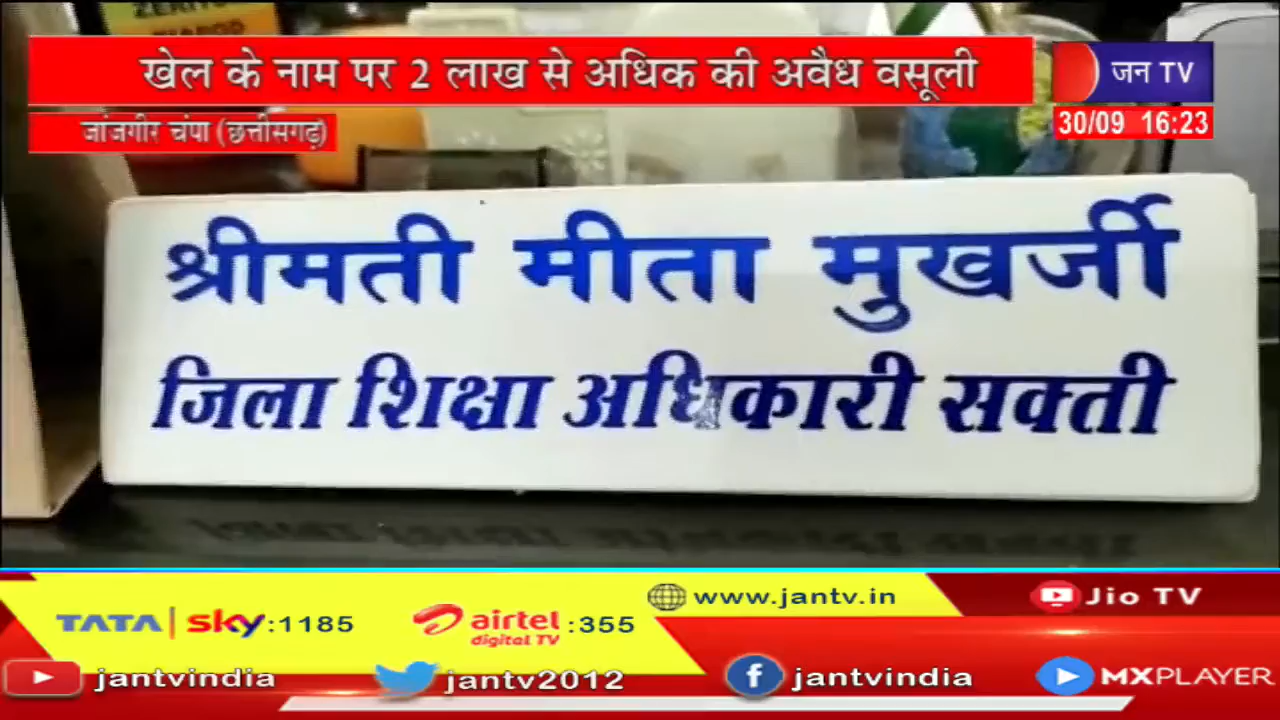 खेल के नाम पर 2 लाख से अधिक की अवैध वसूली
जन TV
जांजगीर चंपा (छत्तीसगढ़)
30/09 16:23
श्रीमती मीता मुखर्जी
जिला शिक्षा अधिकारी सक्ती
www.jantv.in
Jio TV
TATA sky:1185
airtel digital TV :355
jantvindia
jantv2012
jantvindia
MXPLAYER